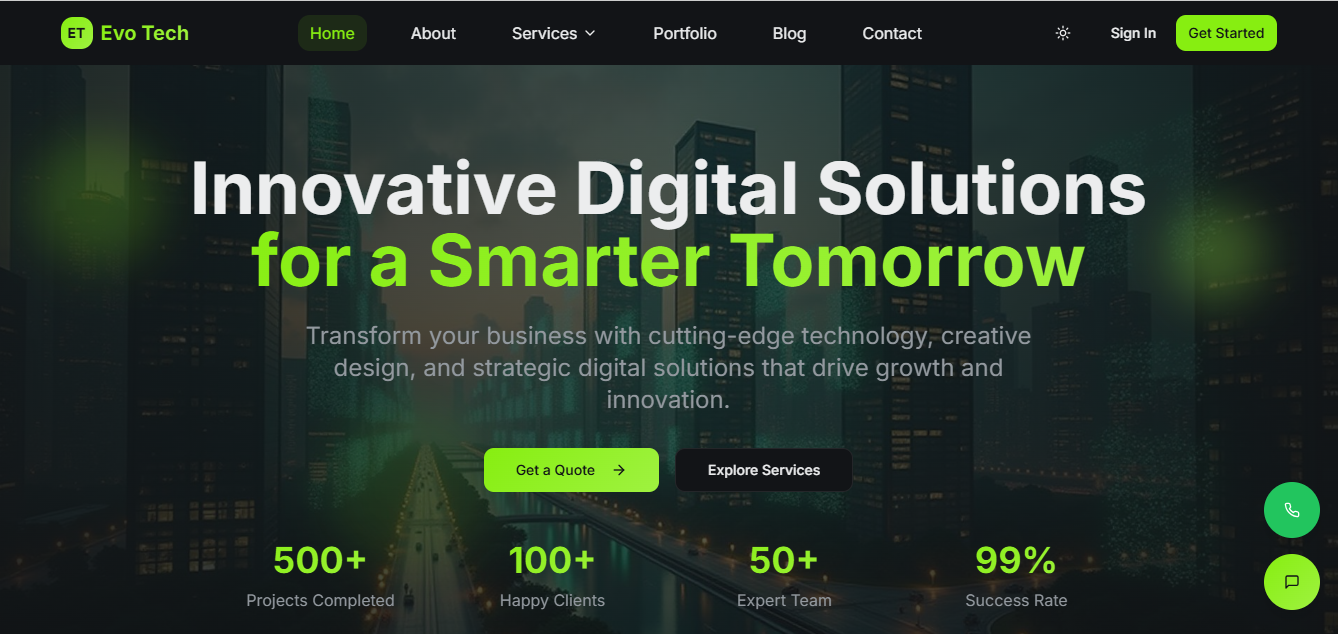 ET Evo Tech Home About Services Portfolio Blog Contact Sign In Get Started
Innovative Digital Solutions
for a Smarter Tomorrow
Transform your business with cutting-edge technology, creative
design, and strategic digital solutions that drive growth and
innovation.
Get a Quote Explore Services
500+ 100+ 50+ 99%
Projects Completed Happy Clients Expert Team Success Rate